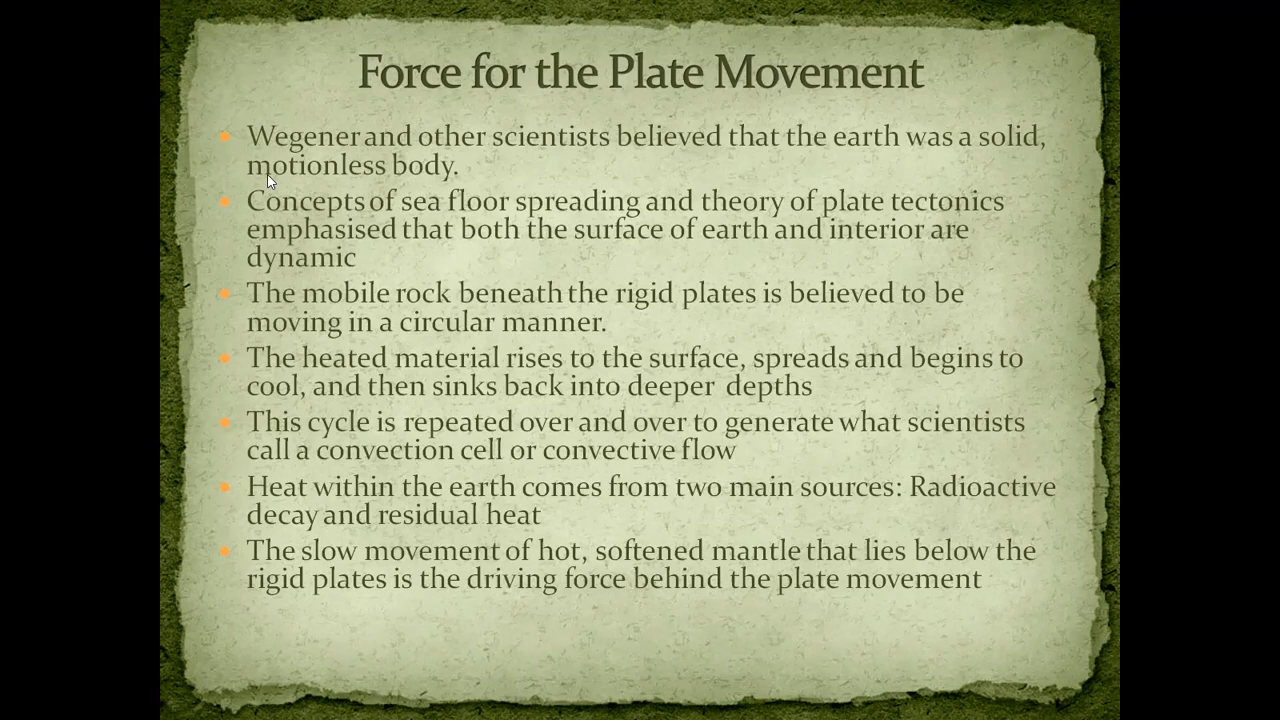 Force for the Plate Movement
Wegener and other scientists believed that the earth was a solid,
motionless body.
Concepts of sea floor spreading and theory of plate tectonics
emphasised that both the surface of earth and interior are
dynamic
The mobile rock beneath the rigid plates is believed to be
moving in a circular manner.
The heated material rises to the surface, spreads and begins to
cool, and then sinks back into deeper depths
This cycle is repeated over and over to generate what scientists
call a convection cell or convective flow
Heat within the earth comes from two main sources: Radioactive
decay and residual heat
The slow movement of hot, softened mantle that lies below the
rigid plates is the driving force behind the plate movement